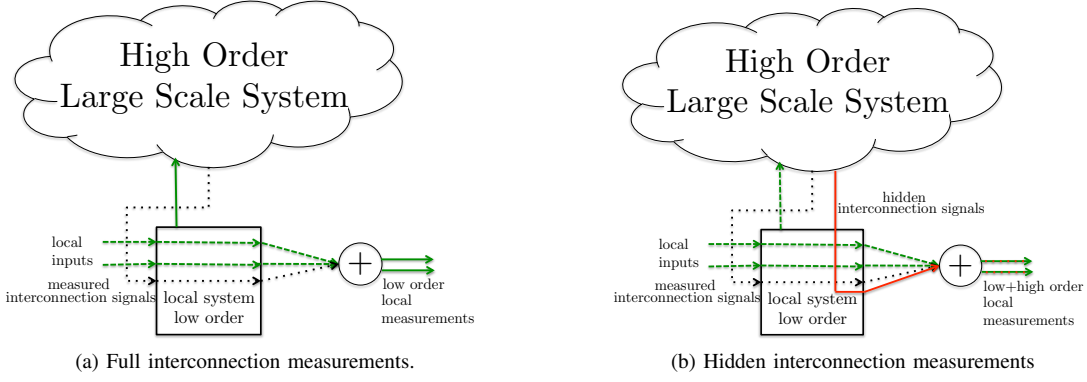 High Order
Large Scale System
local
inputs
measured
interconnection signals
local system
low order
+
low order
local
measurements
(a) Full interconnection measurements.
High Order
Large Scale System
hidden
interconnection signals
local
inputs
measured
interconnection signals
local system
low order
+
low+high order
local
measurements
(b) Hidden interconnection measurements